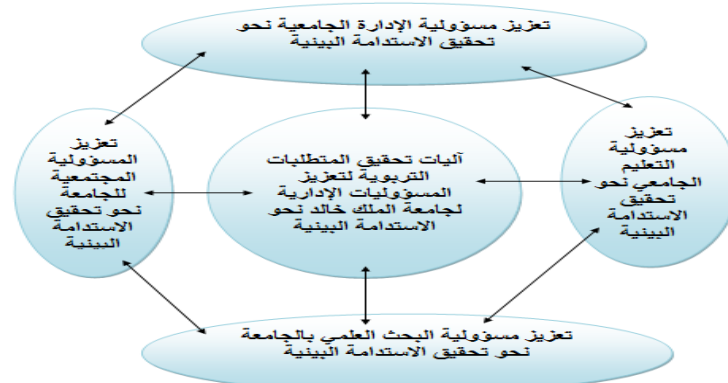 تعزيز مسؤولية الإدارة الجامعية نحو
تحقيق الاستدامة البيئية
تعزيز
مسؤولية
التعليم
الجامعي نحو
تحقيق
الاستدامة
البيئية
آليات تحقيق المتطلبات
التربوية لتعزيز
المسؤوليات الإدارية
لجامعة الملك خالد نحو
الاستدامة البيئية
تعزيز
المسؤولية
المجتمعية
للجامعة
نحو تحقيق
الاستدامة
البيئية
تعزيز مسؤولية البحث العلمي بالجامعة
نحو تحقيق الاستدامة البيئية